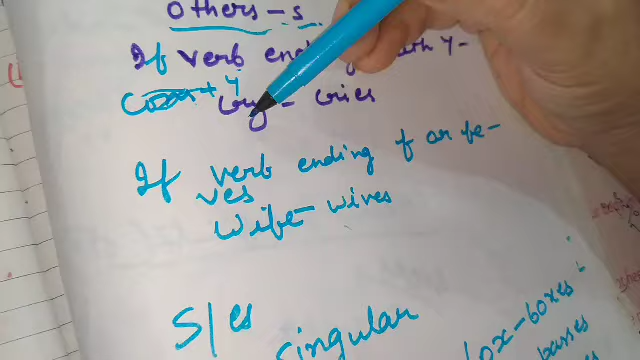 Others - s
If verb ending with y -
+ y cry - cries
If verb ending f or fe -
ves
Wife - wives
S/es
Singular
box - boxes